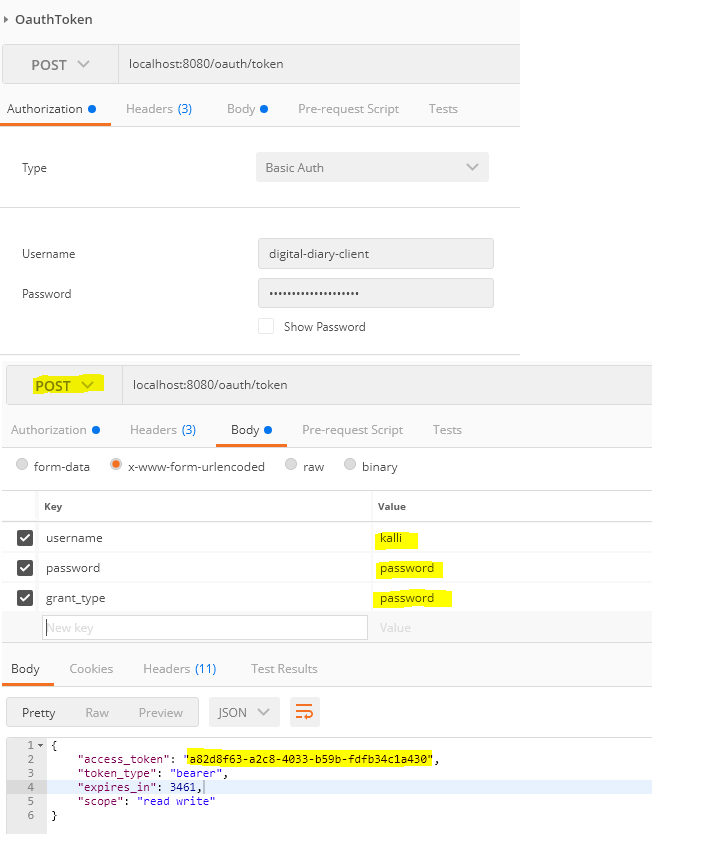 OauthToken
POST localhost:8080/oauth/token
Authorization Headers (3) Body Pre-request Script Tests
Type Basic Auth
Username digital-diary-client
Password ••••••••••••••••••••
Show Password
POST localhost:8080/oauth/token
Authorization Headers (3) Body Pre-request Script Tests
form-data x-www-form-urlencoded raw binary
Key Value
username kalli
password password
grant_type password
New key Value
Body Cookies Headers (11) Test Results
Pretty Raw Preview JSON
1 {
2 "access_token": "a82d8f63-a2c8-4033-b59b-fdfb34c1a430",
3 "token_type": "bearer",
4 "expires_in": 3461,
5 "scope": "read write"
6 }